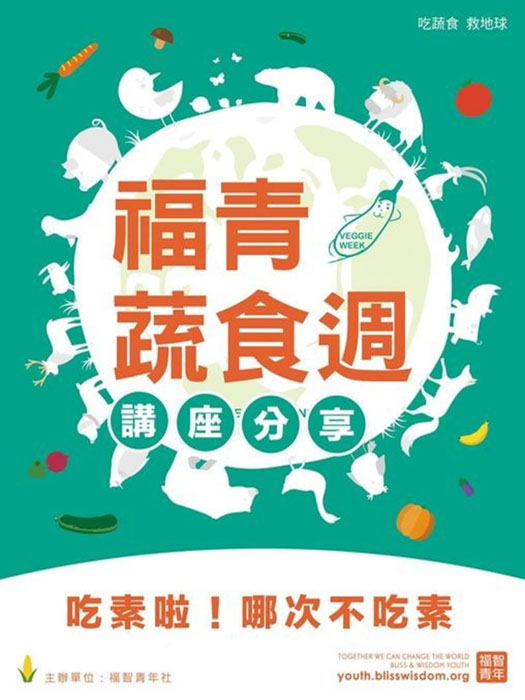 吃蔬食 救地球
福青
VEGGIE
WEEK
蔬食週
講座分享
吃素啦！哪次不吃素
主辦單位：福智青年社
TOGETHER WE CAN CHANGE THE WORLD
BLISS & WISDOM YOUTH
youth.blisswisdom.org
福智
青年